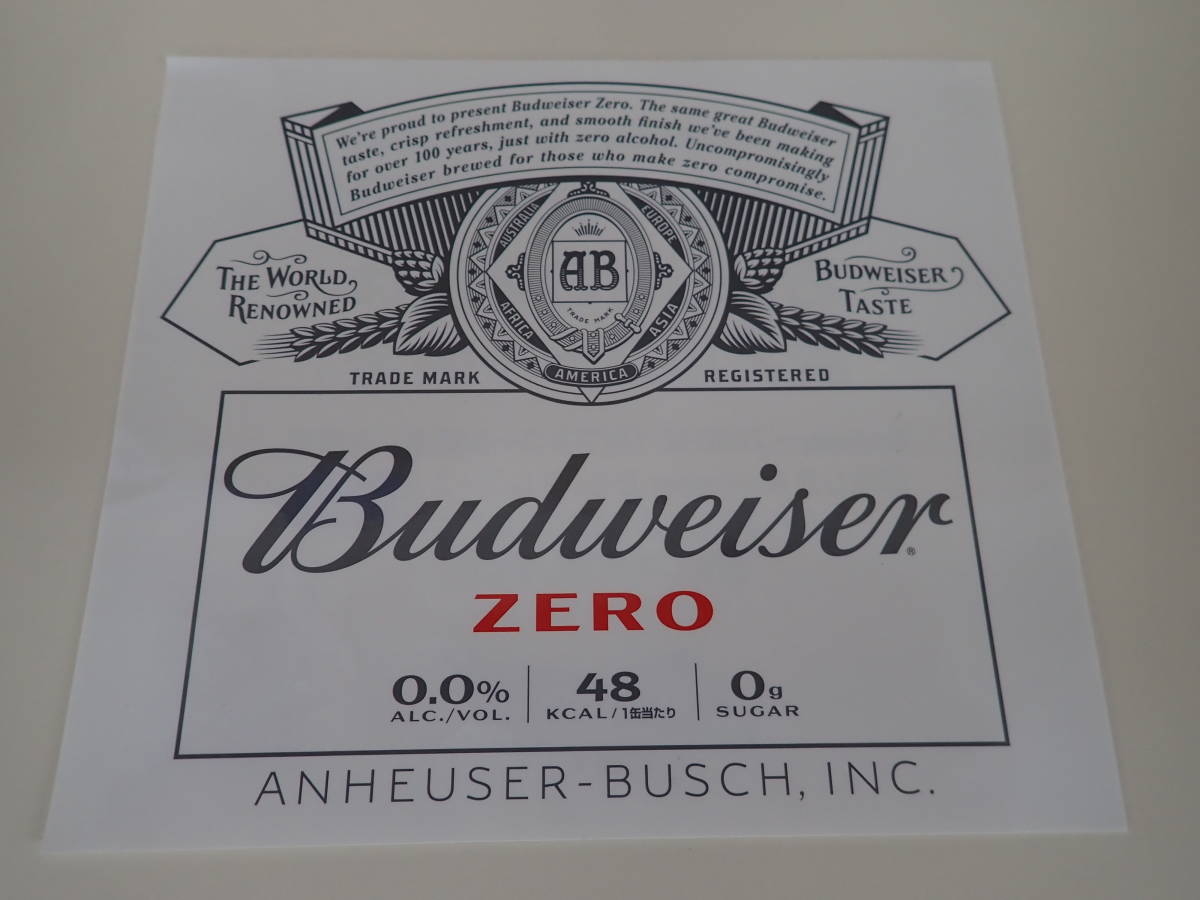 We're proud to present Budweiser Zero. The same great Budweiser
taste, crisp refreshment, and smooth finish we've been making
for over 100 years, just with zero alcohol. Uncompromisingly
Budweiser brewed for those who make zero compromise.
THE WORLD
RENOWNED
AUSTRALIA
EUROPE
AB
TRADE MARK
AFRICA
ASIA
AMERICA
BUDWEISER
TASTE
TRADE MARK
REGISTERED
Budweiser®
ZERO
0.0%
ALC./VOL.
48
KCAL/1缶当たり
0g
SUGAR
ANHEUSER-BUSCH, INC.